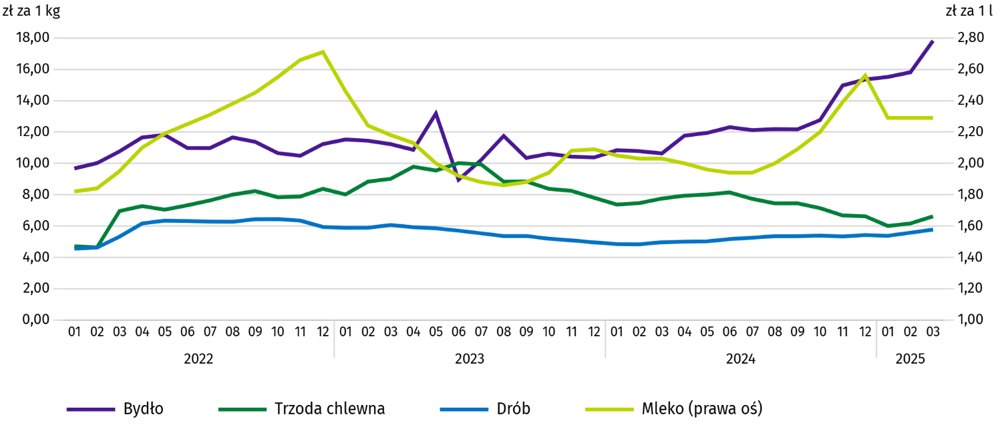 zł za 1 kg zł za 1 l
18,00 2,80
16,00 2,60
14,00 2,40
12,00 2,20
10,00 2,00
8,00 1,80
6,00 1,60
4,00 1,40
2,00 1,20
0,00 1,00
01 02 03 04 05 06 07 08 09 10 11 12 01 02 03 04 05 06 07 08 09 10 11 12 01 02 03 04 05 06 07 08 09 10 11 12 01 02 03
2022 2023 2024 2025
Bydło Trzoda chlewna Drób Mleko (prawa oś)